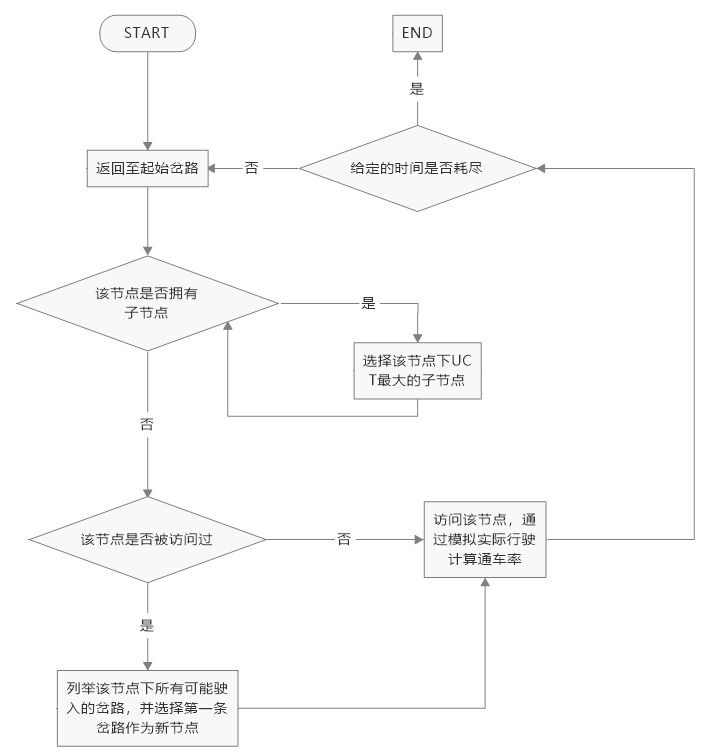 START
END
是
返回至起始岔路
否
给定的时间是否耗尽
该节点是否拥有
子节点
是
选择该节点下UC
T最大的子节点
否
该节点是否被访问过
否
访问该节点，通
过模拟实际行驶
计算通车率
是
列举该节点下所有可能驶
入的岔路，并选择第一条
岔路作为新节点